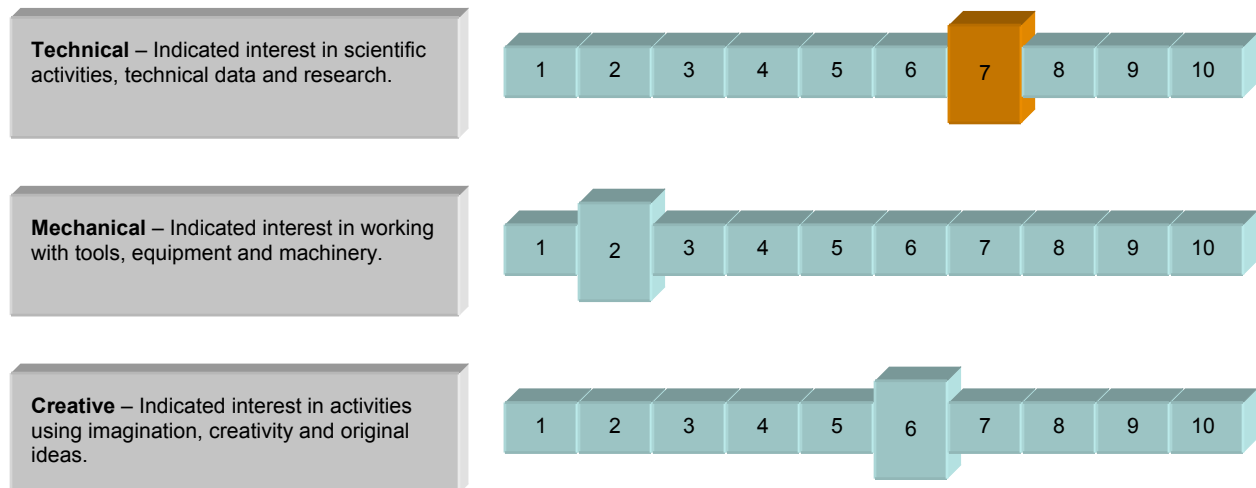 Technical – Indicated interest in scientific
activities, technical data and research.
1 2 3 4 5 6 7 8 9 10
Mechanical – Indicated interest in working
with tools, equipment and machinery.
1 2 3 4 5 6 7 8 9 10
Creative – Indicated interest in activities
using imagination, creativity and original
ideas.
1 2 3 4 5 6 7 8 9 10